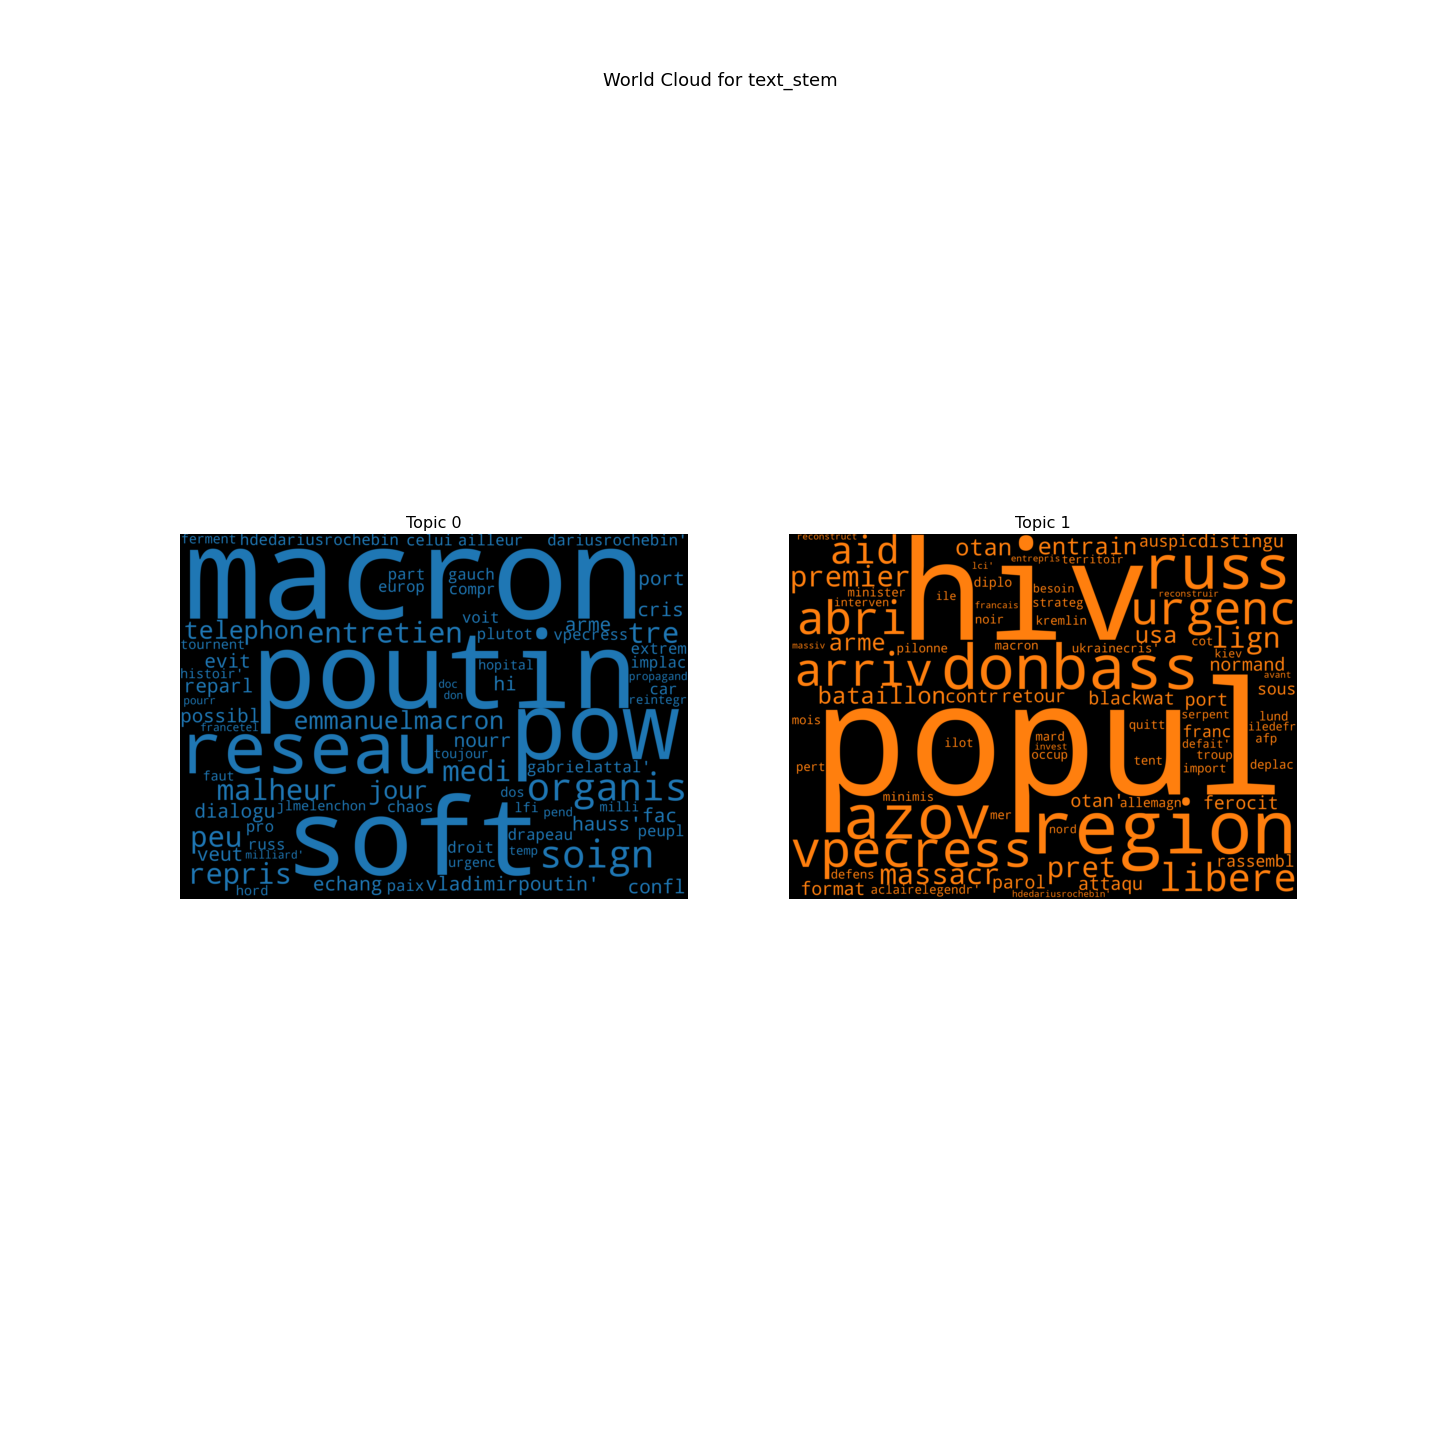 World Cloud for text_stem
Topic 0
ferment hdedariusrochebin celui ailleur dariusrochebin'
macron
part gauch
europ compr
port
cris
voit
arme
telephon entretien plutot vpecress tre
tournent
extrem
evit
poutin
hopital
implac
histoir'
propagand
reparl
doc
hi
car
don
reintegr
pourr
possibl
emmanuelmacron
pow
francetel
reseau
nourr
toujour
medi
gabrielattal'
faut
malheur
jour
organis
dos
dialogu
jlmelenchon
chaos
lfi
pend
milli
fac
pro
soft
hauss'
peu
drapeau
peupl
russ
droit
veut
milliard'
temp
soign
urgenc
repris
hord
echang
paix
vladimirpoutin'
confl
Topic 1
reconstruct
aid
hiv
otan
entrain
auspicdistingu
entrepris
territoir
lci'
premier
diplo
russ
minister
besoin
reconstruir
interven
ile
francais
strateg
abri
noir
kremlin
urgenc
massiv
arme
pilonne
macron
usa
cot
lign
ukrainecris'
kiev
arriv
donbass
normand
avant
bataillon
contr
retour
blackwat
port
sous
mois
popul
serpent
lund
quitt
iledefr
mard
franc
ilot
invest
defait'
afp
occup
troup
pert
tent
import
deplac
minimis
otan'
allemagn
ferocit
azov
mer
nord
region
vpecress
rassembl
defens
massacr
pret
libere
format
aclairelegendr'
parol
attaqu
hdedariusrochebin'